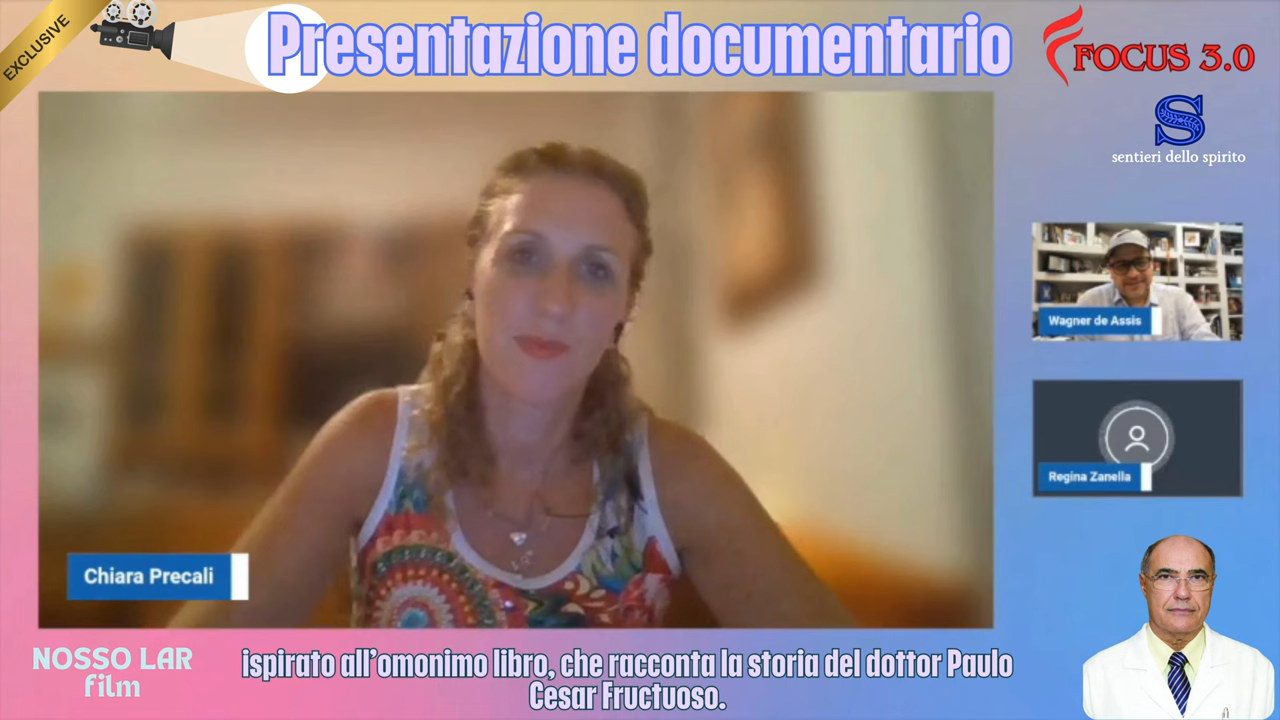 EXCLUSIVE
Presentazione documentario
FOCUS 3.0
S
sentieri dello spirito
Wagner de Assis
Regina Zanella
Chiara Precali
NOSSO LAR
film
ispirato all'omonimo libro, che racconta la storia del dottor Paulo
Cesar Fructuoso.